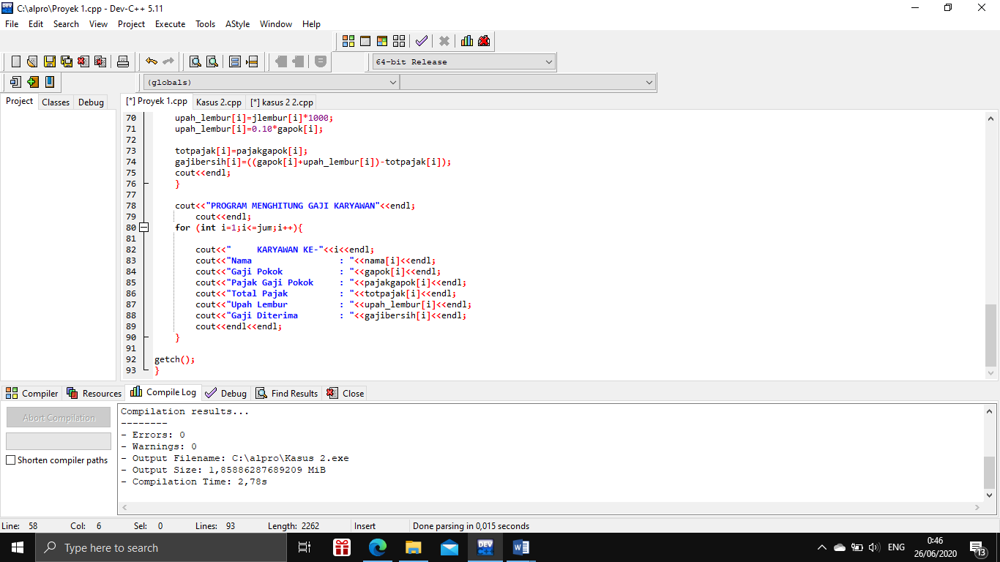 C:\alpro\Proyek 1.cpp - Dev-C++ 5.11
File Edit Search View Project Execute Tools AStyle Window Help
64-bit Release
(globals)
Project Classes Debug
[*] Proyek 1.cpp Kasus 2.cpp [*] kasus 2 2.cpp
70 upah_lembur[i]=jlembur[i]*1000;
71 upah_lembur[i]=0.10*gapok[i];
72
73 totpajak[i]=pajakgapok[i];
74 gajibersih[i]=((gapok[i]+upah_lembur[i])-totpajak[i]);
75 cout<<endl;
76 }
77
78 cout<<"PROGRAM MENGHITUNG GAJI KARYAWAN"<<endl;
79 cout<<endl;
80 for (int i=1;i<=jum;i++){
81
82 cout<<"     KARYAWAN KE-"<<i<<endl;
83 cout<<"Nama                 : "<<nama[i]<<endl;
84 cout<<"Gaji Pokok           : "<<gapok[i]<<endl;
85 cout<<"Pajak Gaji Pokok     : "<<pajakgapok[i]<<endl;
86 cout<<"Total Pajak          : "<<totpajak[i]<<endl;
87 cout<<"Upah Lembur          : "<<upah_lembur[i]<<endl;
88 cout<<"Gaji Diterima        : "<<gajibersih[i]<<endl;
89 cout<<endl<<endl;
90 }
91
92 getch();
93 }
Compiler Resources Compile Log Debug Find Results Close
Abort Compilation
Shorten compiler paths
Compilation results...
--------
- Errors: 0
- Warnings: 0
- Output Filename: C:\alpro\Kasus 2.exe
- Output Size: 1,85886287689209 MiB
- Compilation Time: 2,78s
Line: 58 Col: 6 Sel: 0 Lines: 93 Length: 2262 Insert Done parsing in 0,015 seconds
Type here to search
DEV
ENG
0:46
26/06/2020
13